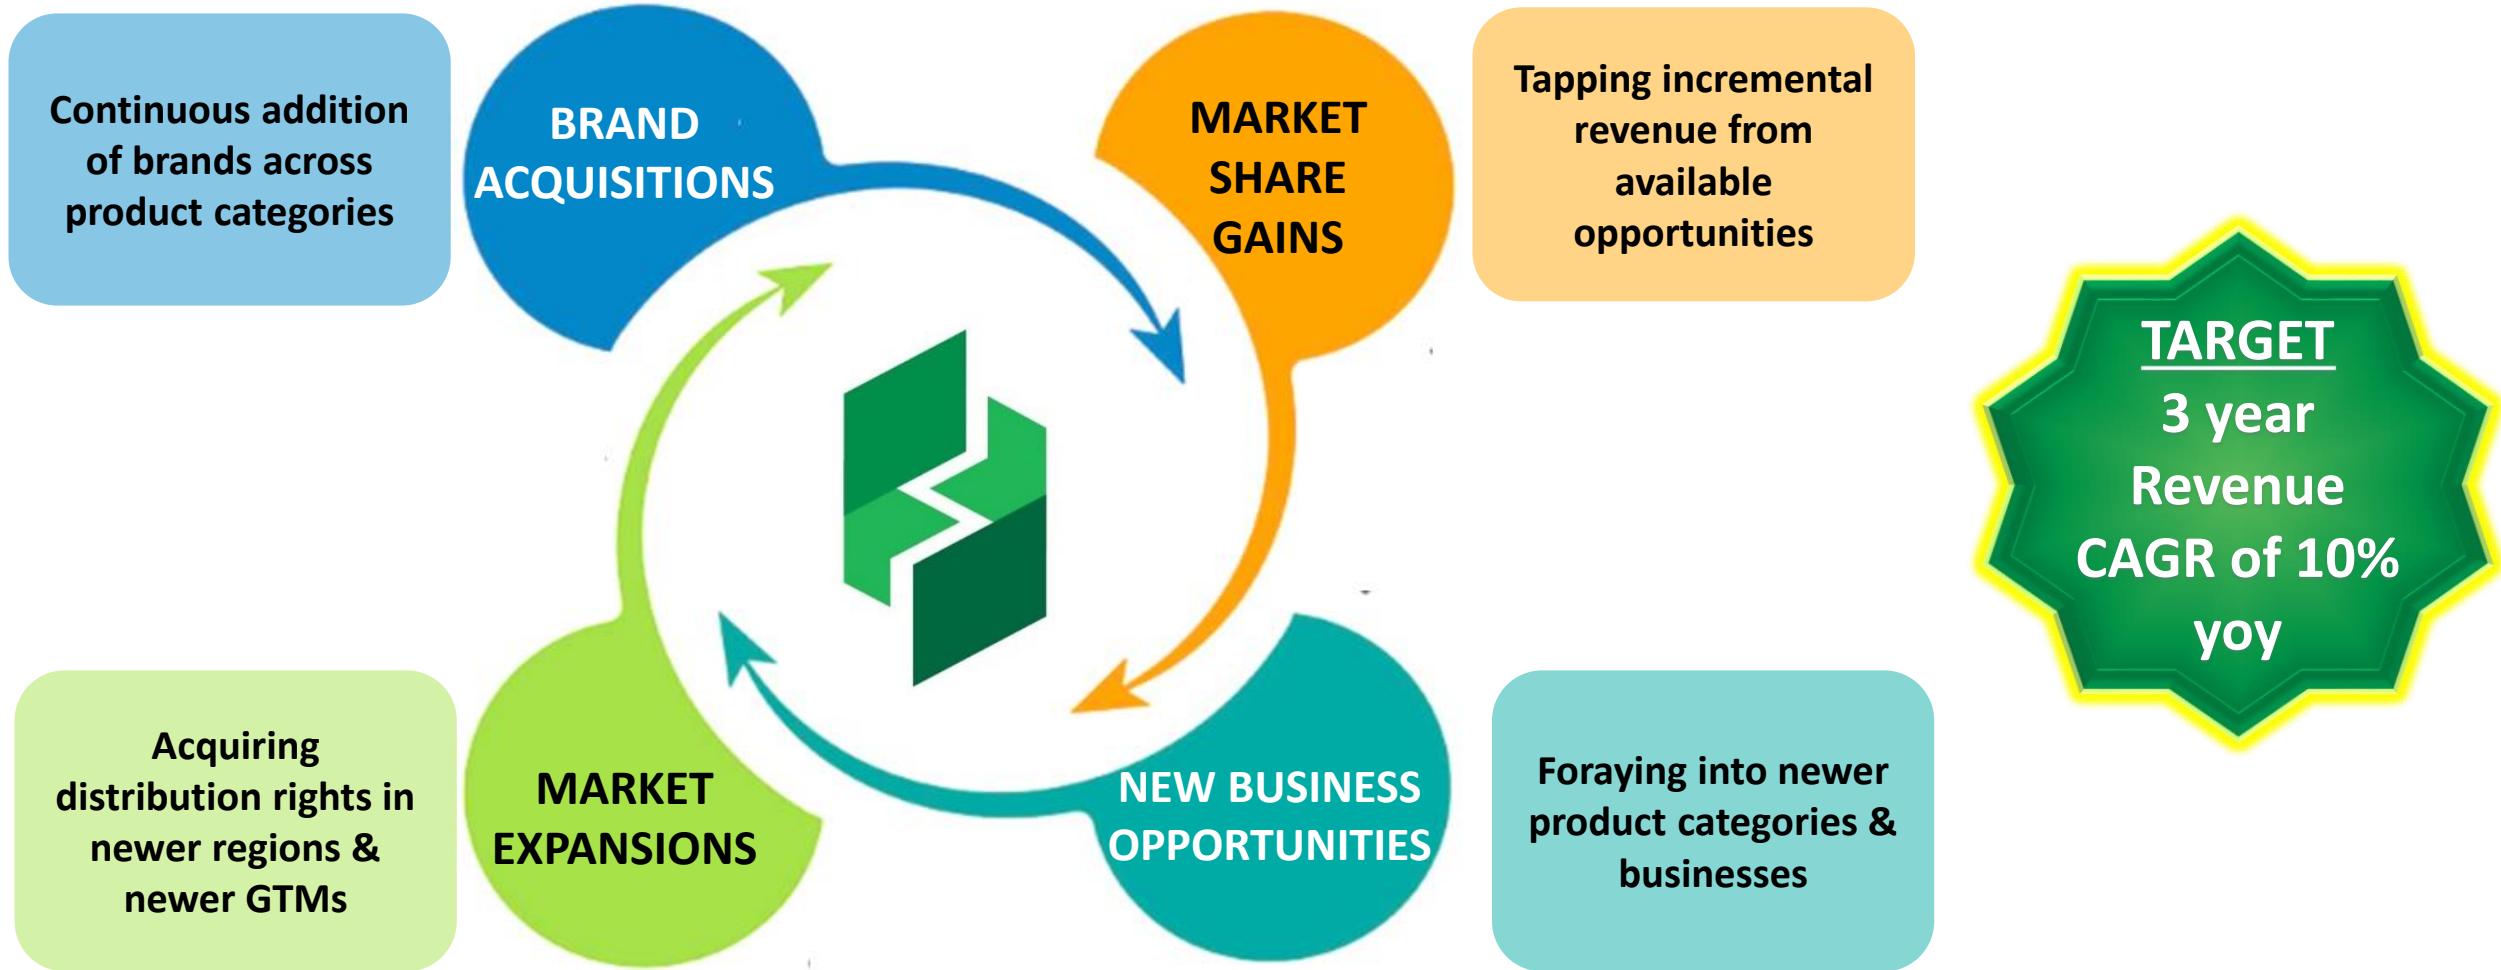 Continuous addition
of brands across
product categories
BRAND
ACQUISITIONS
MARKET
SHARE
GAINS
Tapping incremental
revenue from
available
opportunities
TARGET
3 year
Revenue
CAGR of 10%
yoy
Acquiring
distribution rights in
newer regions &
newer GTMs
MARKET
EXPANSIONS
NEW BUSINESS
OPPORTUNITIES
Foraying into newer
product categories &
businesses